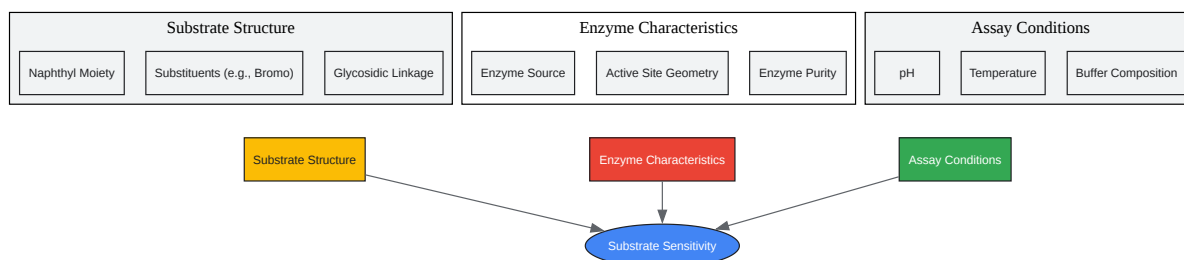 Substrate Structure
Naphthyl Moiety
Substituents (e.g., Bromo)
Glycosidic Linkage
Enzyme Characteristics
Enzyme Source
Active Site Geometry
Enzyme Purity
Assay Conditions
pH
Temperature
Buffer Composition
Substrate Structure
Enzyme Characteristics
Assay Conditions
Substrate Sensitivity